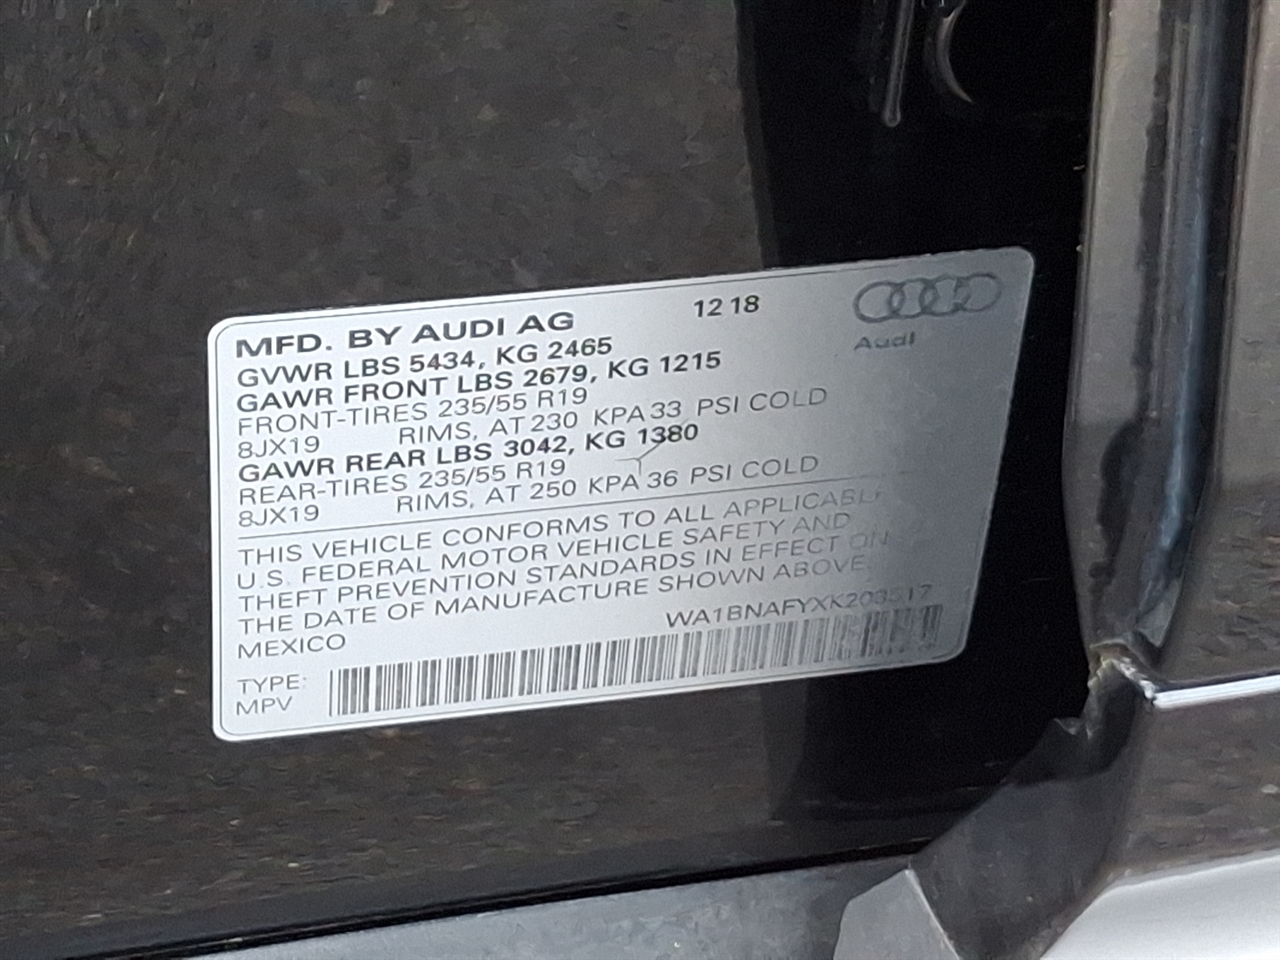 MFD. BY AUDI AG 12 18
Audi
GVWR LBS 5434, KG 2465
GAWR FRONT LBS 2679, KG 1215
FRONT-TIRES 235/55 R19
8JX19 RIMS, AT 230 KPA 33 PSI COLD
GAWR REAR LBS 3042, KG 1380
REAR-TIRES 235/55 R19
8JX19 RIMS, AT 250 KPA 36 PSI COLD
THIS VEHICLE CONFORMS TO ALL APPLICABLE
U.S. FEDERAL MOTOR VEHICLE SAFETY AND
THEFT PREVENTION STANDARDS IN EFFECT ON
THE DATE OF MANUFACTURE SHOWN ABOVE.
MEXICO WA1BNAFYXK203517
TYPE:
MPV